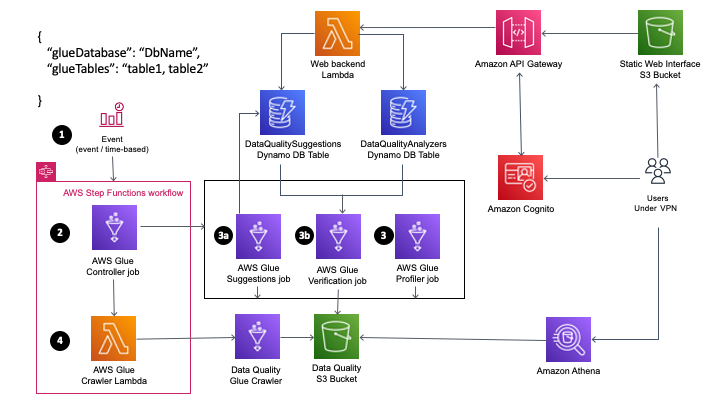 {
“glueDatabase”: “DbName”,
“glueTables”: “table1, table2”
}
Web backend
Lambda
Amazon API Gateway
Static Web Interface
S3 Bucket
DataQualitySuggestions
Dynamo DB Table
DataQualityAnalyzers
Dynamo DB Table
1
Event
(event / time-based)
AWS Step Functions workflow
Amazon Cognito
Users
Under VPN
2
AWS Glue
Controller job
3a
AWS Glue
Suggestions job
3b
AWS Glue
Verification job
3
AWS Glue
Profiler job
4
AWS Glue
Crawler Lambda
Data Quality
Glue Crawler
Data Quality
S3 Bucket
Amazon Athena